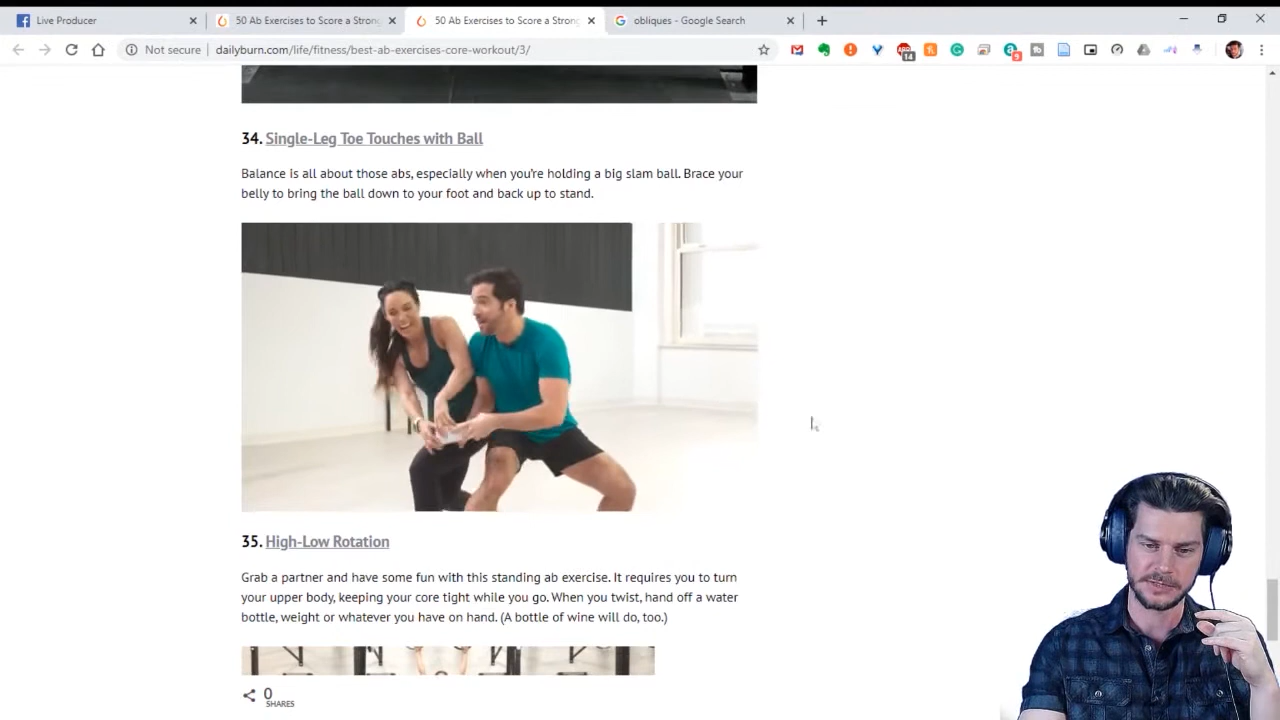 Live Producer
50 Ab Exercises to Score a Strong
50 Ab Exercises to Score a Strong
obliques - Google Search
Not secure
dailyburn.com/life/fitness/best-ab-exercises-core-workout/3/
14
9
34. Single-Leg Toe Touches with Ball
Balance is all about those abs, especially when you're holding a big slam ball. Brace your
belly to bring the ball down to your foot and back up to stand.
35. High-Low Rotation
Grab a partner and have some fun with this standing ab exercise. It requires you to turn
your upper body, keeping your core tight while you go. When you twist, hand off a water
bottle, weight or whatever you have on hand. (A bottle of wine will do, too.)
0
SHARES